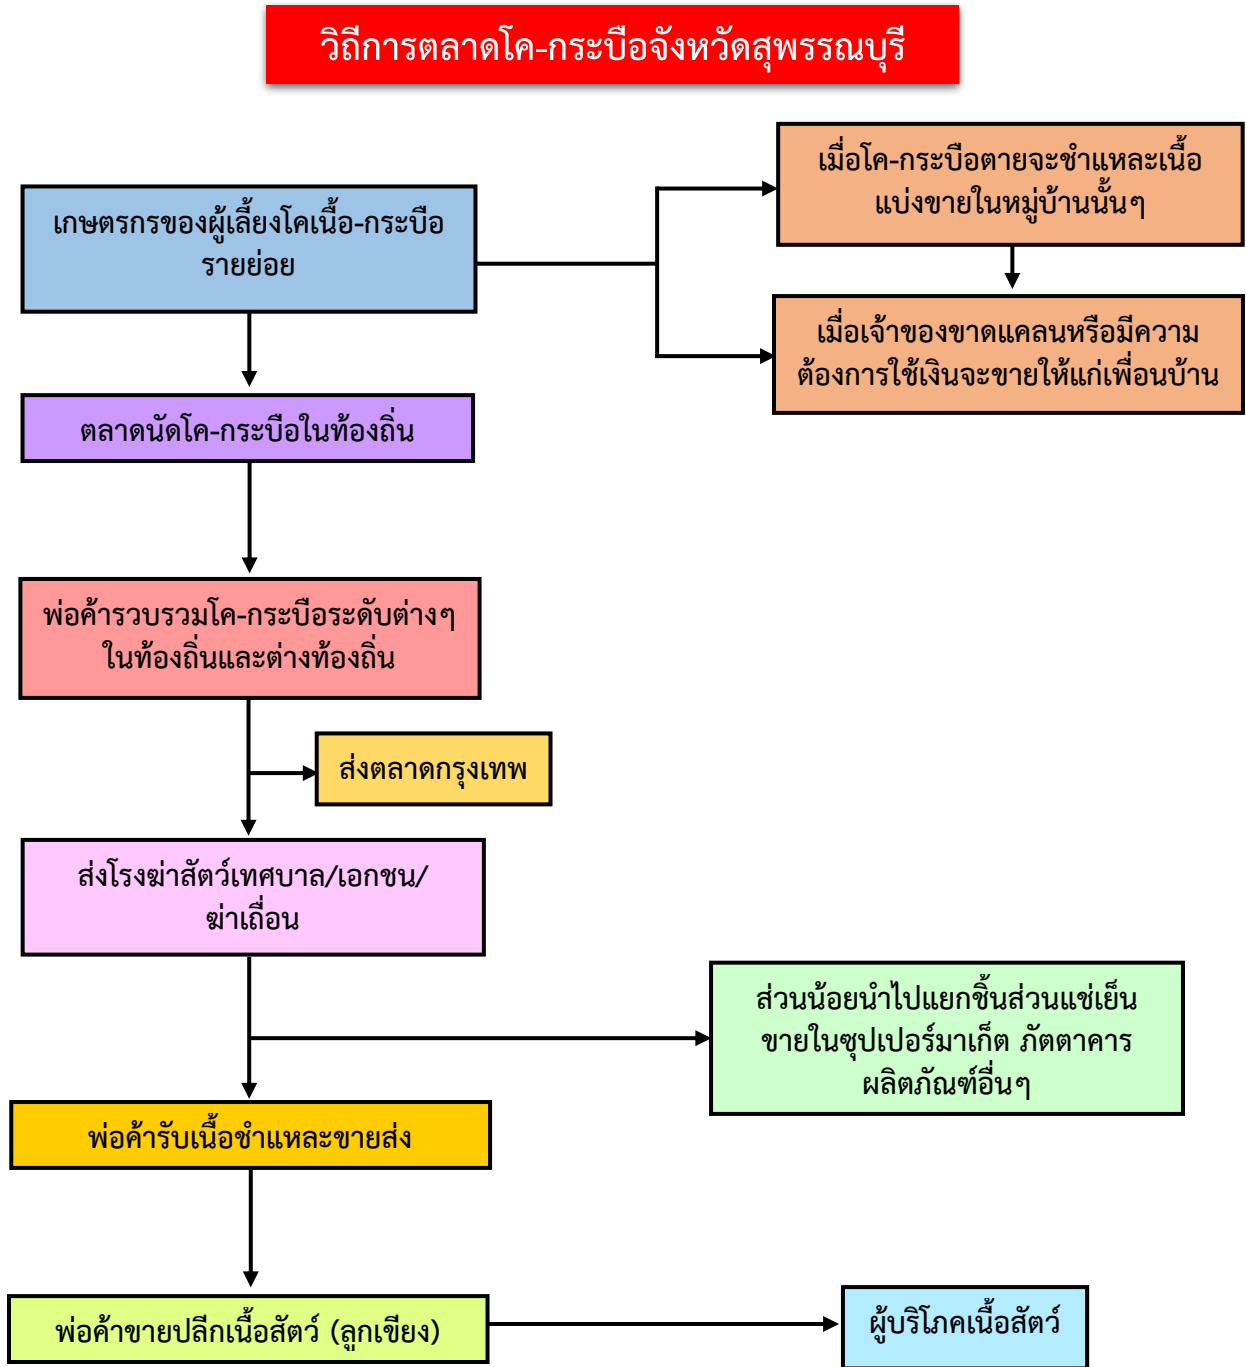 วิถีการตลาดโค-กระบือจังหวัดสุพรรณบุรี
เมื่อโค-กระบือตายจะชำแหละเนื้อ
แบ่งขายในหมู่บ้านนั้นๆ
เกษตรกรของผู้เลี้ยงโคเนื้อ-กระบือ
รายย่อย
เมื่อเจ้าของขาดแคลนหรือมีความ
ต้องการใช้เงินจะขายให้แก่เพื่อนบ้าน
ตลาดนัดโค-กระบือในท้องถิ่น
พ่อค้ารวบรวมโค-กระบือระดับต่างๆ
ในท้องถิ่นและต่างท้องถิ่น
ส่งตลาดกรุงเทพ
ส่งโรงฆ่าสัตว์เทศบาล/เอกชน/
ฆ่าเถื่อน
ส่วนน้อยนำไปแยกชิ้นส่วนแช่เย็น
ขายในซุปเปอร์มาเก็ต ภัตตาคาร
ผลิตภัณฑ์อื่นๆ
พ่อค้ารับเนื้อชำแหละขายส่ง
พ่อค้าขายปลีกเนื้อสัตว์ (ลูกเขียง)
ผู้บริโภคเนื้อสัตว์